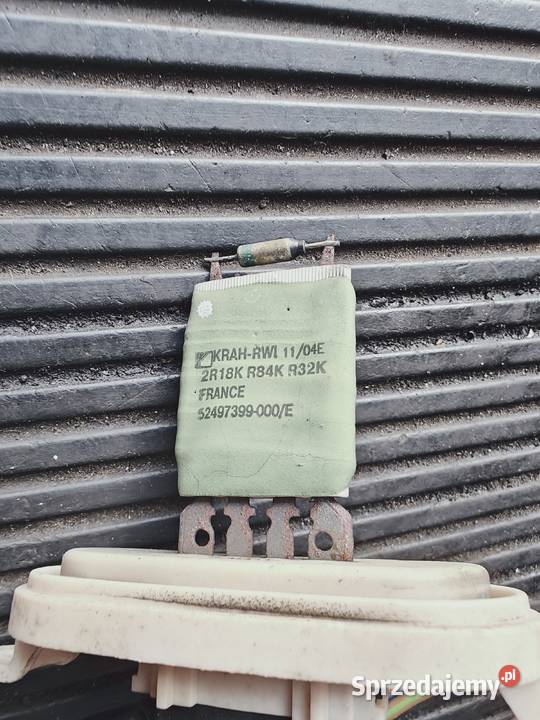 KRAH-RWI 11/04E
2R18K R84K R32K
FRANCE
52497399-000/E
Sprzedajemy.pl